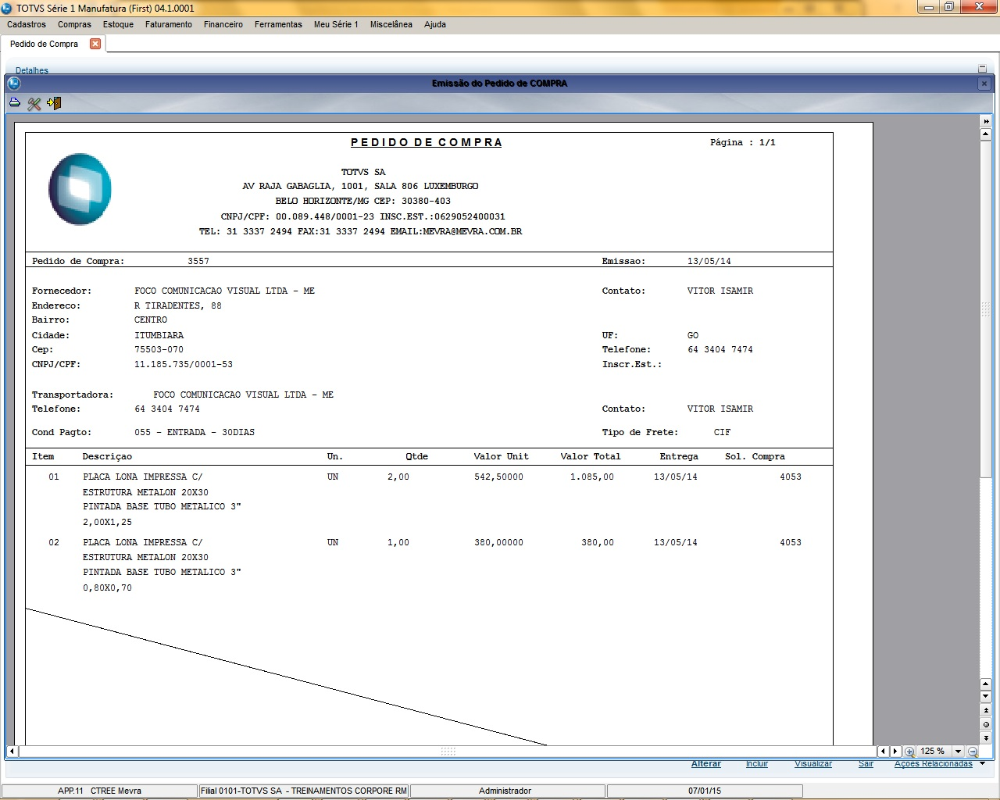 TOTVS Série 1 Manufatura (First) 04.1.0001
Cadastros Compras Estoque Faturamento Financeiro Ferramentas Meu Série 1 Miscelânea Ajuda
Pedido de Compra
Detalhes
Emissão do Pedido de COMPRA
PEDIDO DE COMPRA Página : 1/1
TOTVS SA
AV RAJA GABAGLIA, 1001, SALA 806 LUXEMBURGO
BELO HORIZONTE/MG CEP: 30380-403
CNPJ/CPF: 00.089.448/0001-23 INSC.EST.:0629052400031
TEL: 31 3337 2494 FAX:31 3337 2494 EMAIL:MEVRA@MEVRA.COM.BR
Pedido de Compra: 3557 Emissao: 13/05/14
Fornecedor: FOCO COMUNICACAO VISUAL LTDA - ME Contato: VITOR ISAMIR
Endereco: R TIRADENTES, 88
Bairro: CENTRO
Cidade: ITUMBIARA UF: GO
Cep: 75503-070 Telefone: 64 3404 7474
CNPJ/CPF: 11.185.735/0001-53 Inscr.Est.:
Transportadora: FOCO COMUNICACAO VISUAL LTDA - ME
Telefone: 64 3404 7474 Contato: VITOR ISAMIR
Cond Pagto: 055 - ENTRADA - 30DIAS Tipo de Frete: CIF
Item Descriçao Un. Qtde Valor Unit Valor Total Entrega Sol. Compra
01 PLACA LONA IMPRESSA C/ UN 2,00 542,50000 1.085,00 13/05/14 4053
ESTRUTURA METALON 20X30
PINTADA BASE TUBO METALICO 3"
2,00X1,25
02 PLACA LONA IMPRESSA C/ UN 1,00 380,00000 380,00 13/05/14 4053
ESTRUTURA METALON 20X30
PINTADA BASE TUBO METALICO 3"
0,80X0,70
125 %
Alterar Incluir Visualizar Sair Ações Relacionadas
APP.11 CTREE Mevra Filial 0101-TOTVS SA - TREINAMENTOS CORPORE RM Administrador 07/01/15